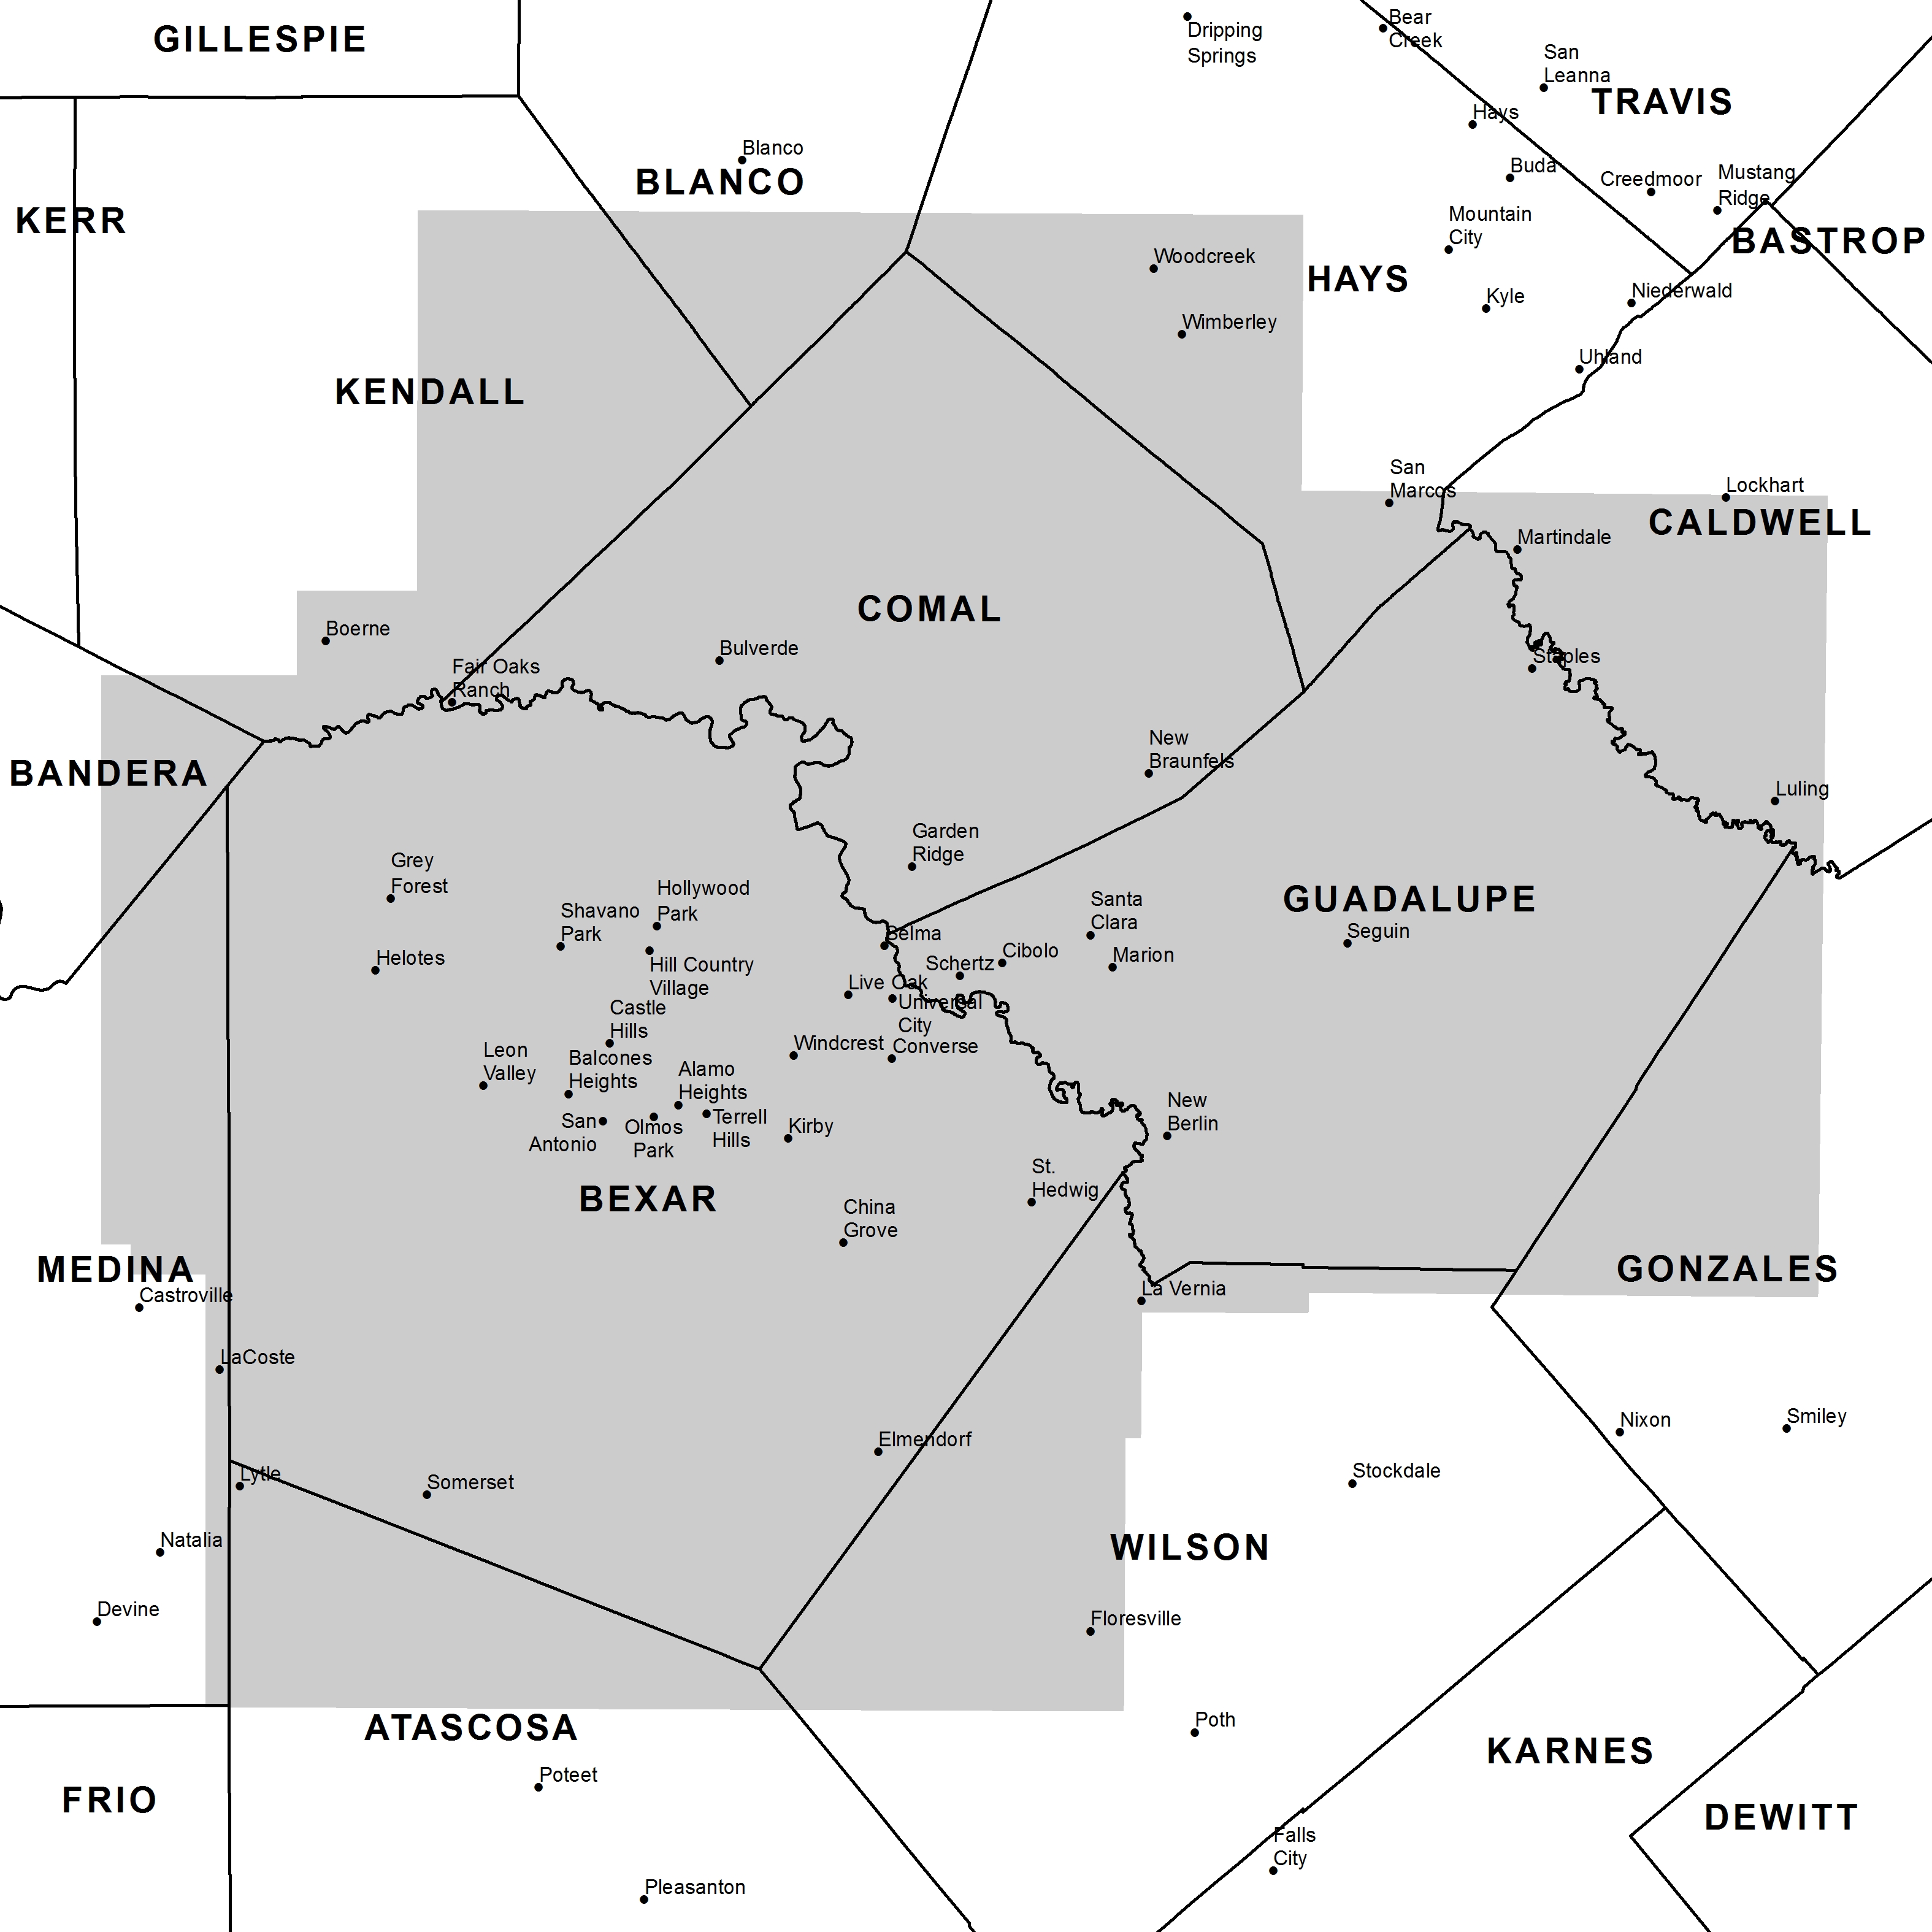 GILLESPIE
Dripping
Springs
Bear
Creek
San
Leanna
TRAVIS
Hays
Blanco
BLANCO
Buda
Creedmoor
Mustang
Ridge
KERR
Mountain
City
BASTROP
Woodcreek
HAYS
Niederwald
Kyle
Wimberley
Uhland
KENDALL
San
Marcos
Lockhart
CALDWELL
Martindale
COMAL
Boerne
Bulverde
Staples
Fair Oaks
Ranch
New
Braunfels
BANDERA
Luling
Garden
Ridge
Grey
Forest
Hollywood
Park
Shavano
Park
Santa
Clara
GUADALUPE
Seguin
Selma
Helotes
Hill Country
Village
Schertz
Cibolo
Marion
Live Oak
Universal
City
Castle
Hills
Windcrest
Converse
Leon
Valley
Balcones
Heights
Alamo
Heights
San
Antonio
Olmos
Park
Terrell
Hills
Kirby
New
Berlin
St.
Hedwig
BEXAR
China
Grove
MEDINA
Castroville
La Vernia
GONZALES
LaCoste
Elmendorf
Nixon
Smiley
Lytle
Somerset
Stockdale
Natalia
WILSON
Devine
Floresville
ATASCOSA
Poth
KARNES
Poteet
FRIO
DEWITT
Falls
City
Pleasanton